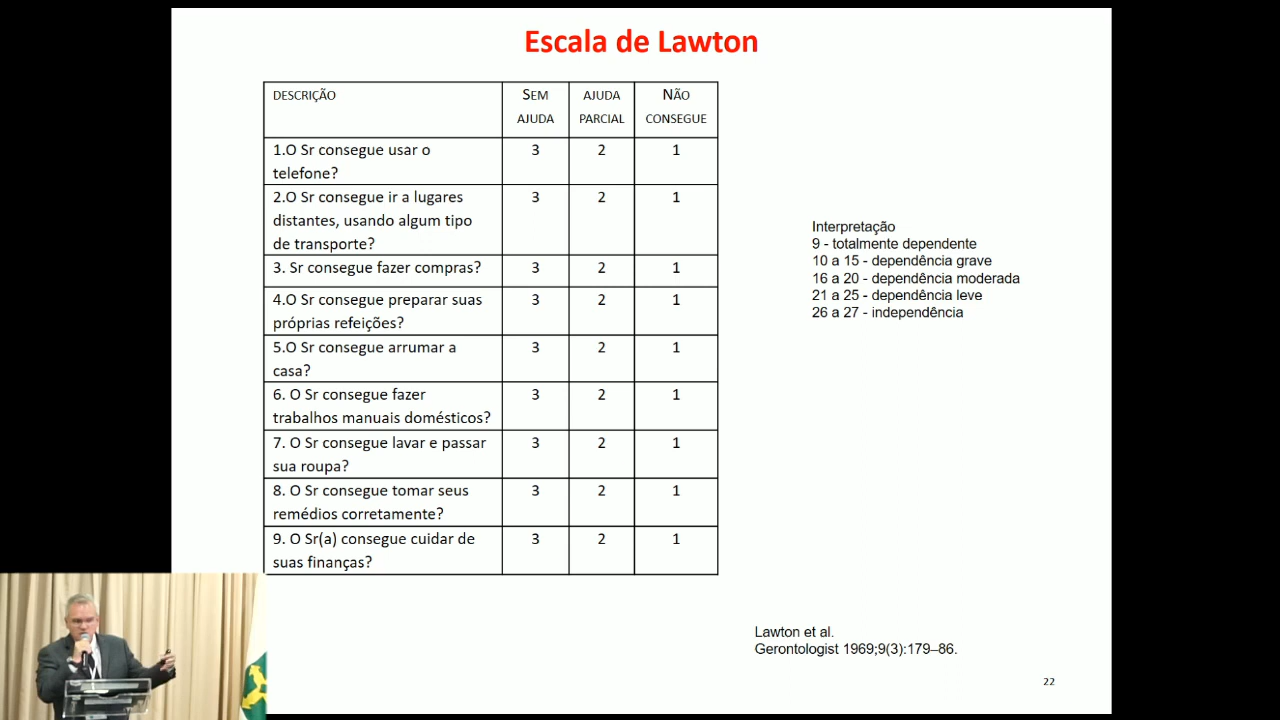 Escala de Lawton
DESCRIÇÃO
SEM
AJUDA
AJUDA
PARCIAL
NÃO
CONSEGUE
1.O Sr consegue usar o
telefone?
3
2
1
2.O Sr consegue ir a lugares
distantes, usando algum tipo
de transporte?
3
2
1
3. Sr consegue fazer compras?
3
2
1
4.O Sr consegue preparar suas
próprias refeições?
3
2
1
5.O Sr consegue arrumar a
casa?
3
2
1
6. O Sr consegue fazer
trabalhos manuais domésticos?
3
2
1
7. O Sr consegue lavar e passar
sua roupa?
3
2
1
8. O Sr consegue tomar seus
remédios corretamente?
3
2
1
9. O Sr(a) consegue cuidar de
suas finanças?
3
2
1
Interpretação
9 - totalmente dependente
10 a 15 - dependência grave
16 a 20 - dependência moderada
21 a 25 - dependência leve
26 a 27 - independência
Lawton et al.
Gerontologist 1969;9(3):179–86.
22